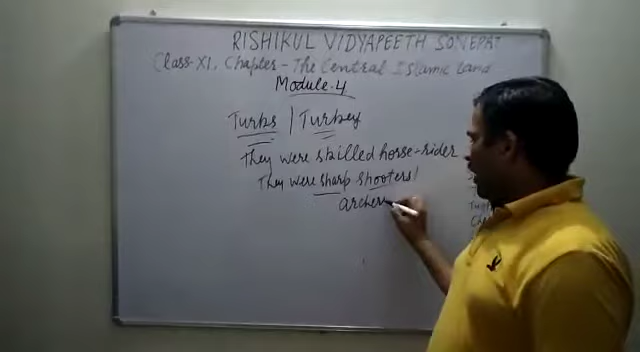 RISHIKUL VIDYAPEETH SONEPAT
Class-XI, Chapter - The Central Islamic Land
Module-4
Turks | Turkey
They were skilled horse-rider
They were sharp shooters/
archers